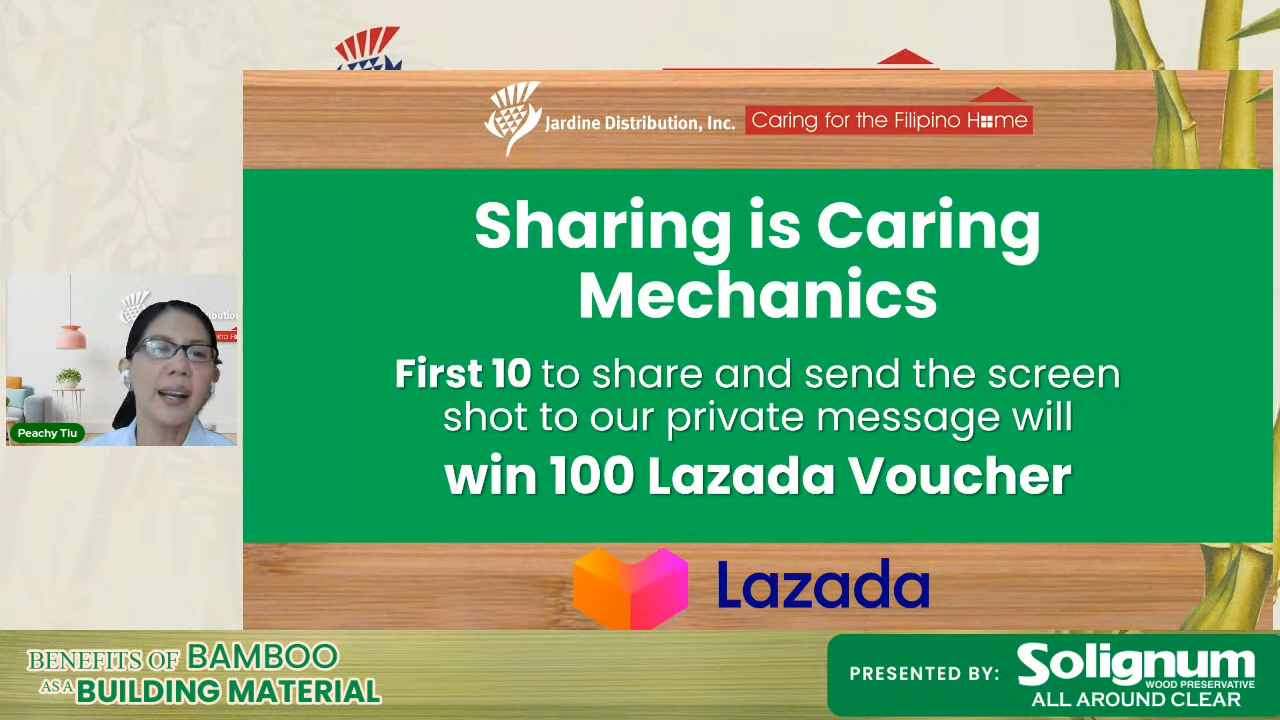 Jardine Distribution, Inc.
Caring for the Filipino Home
Sharing is Caring
Mechanics
First 10 to share and send the screen
shot to our private message will
win 100 Lazada Voucher
Lazada
Peachy Tiu
BENEFITS OF BAMBOO
AS A BUILDING MATERIAL
PRESENTED BY:
Solignum
WOOD PRESERVATIVE
ALL AROUND CLEAR